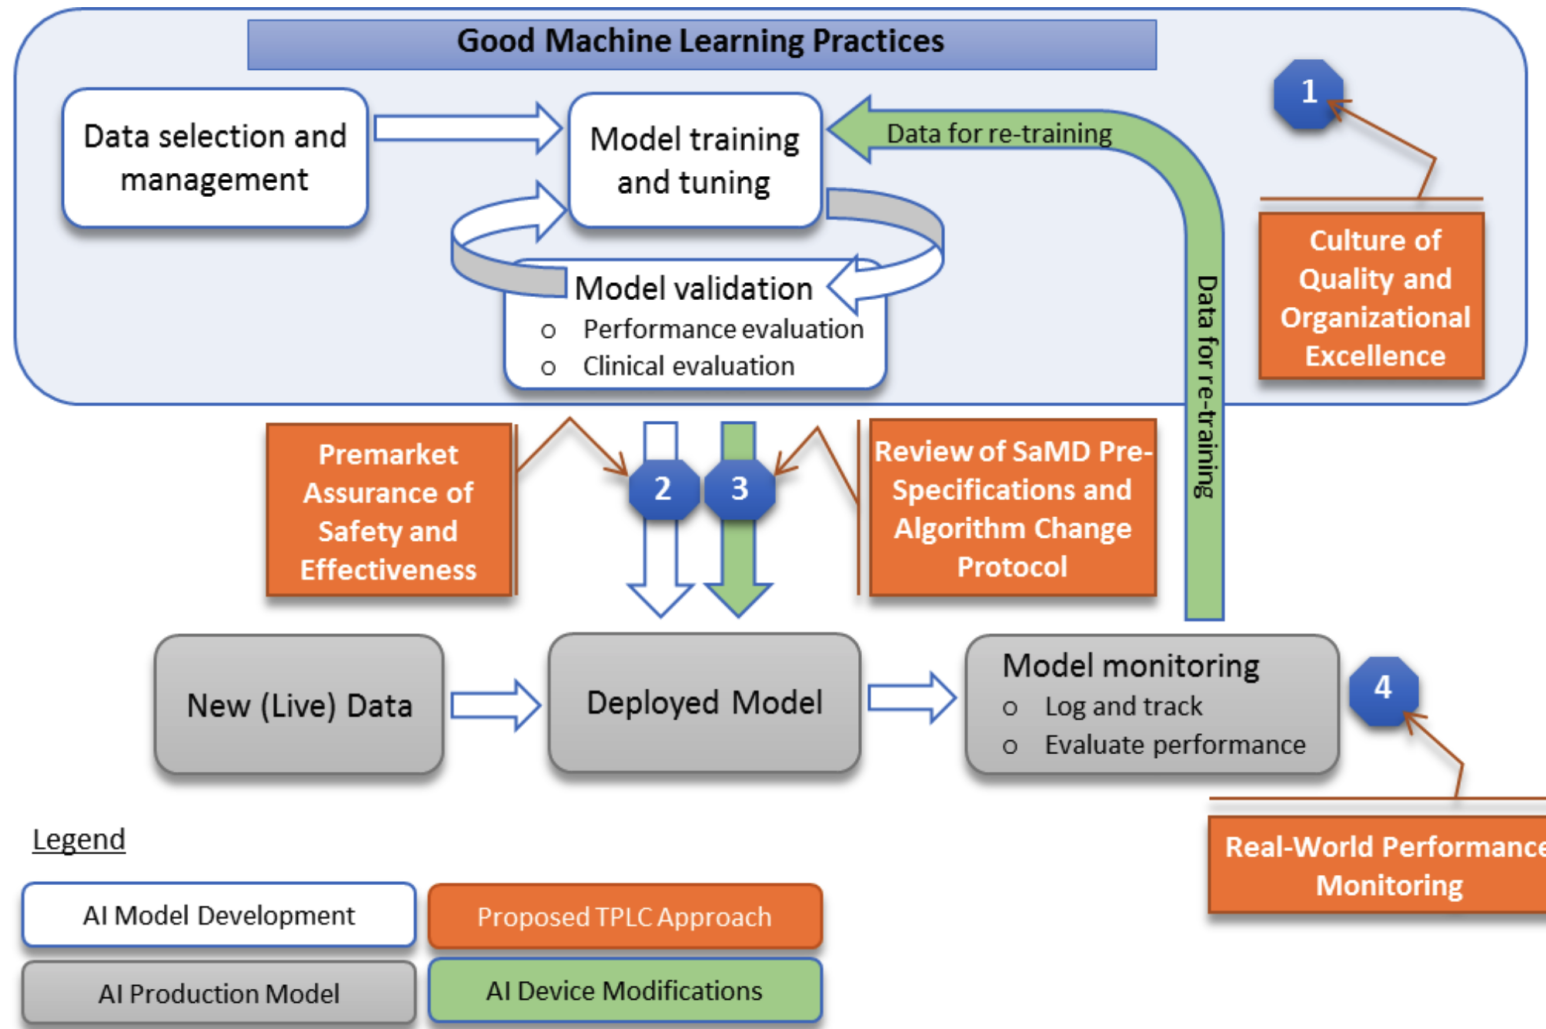 Good Machine Learning Practices
1
Data selection and
management
Model training
and tuning
Data for re-training
Culture of
Quality and
Organizational
Excellence
Model validation
o Performance evaluation
o Clinical evaluation
Data for re-training
Premarket
Assurance of
Safety and
Effectiveness
2
3
Review of SaMD Pre-
Specifications and
Algorithm Change
Protocol
New (Live) Data
Deployed Model
Model monitoring
o Log and track
o Evaluate performance
4
Real-World Performance
Monitoring
Legend
AI Model Development
Proposed TPLC Approach
AI Production Model
AI Device Modifications